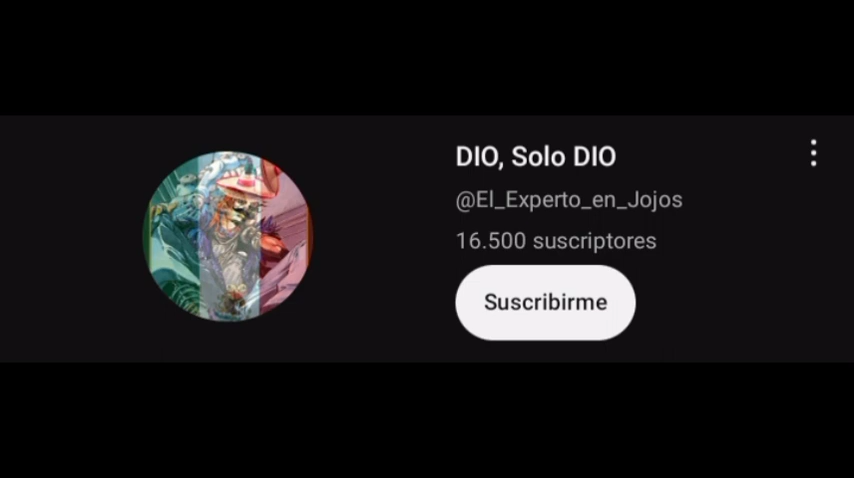 DIO, Solo DIO
@El_Experto_en_Jojos
16.500 suscriptores
Suscribirme